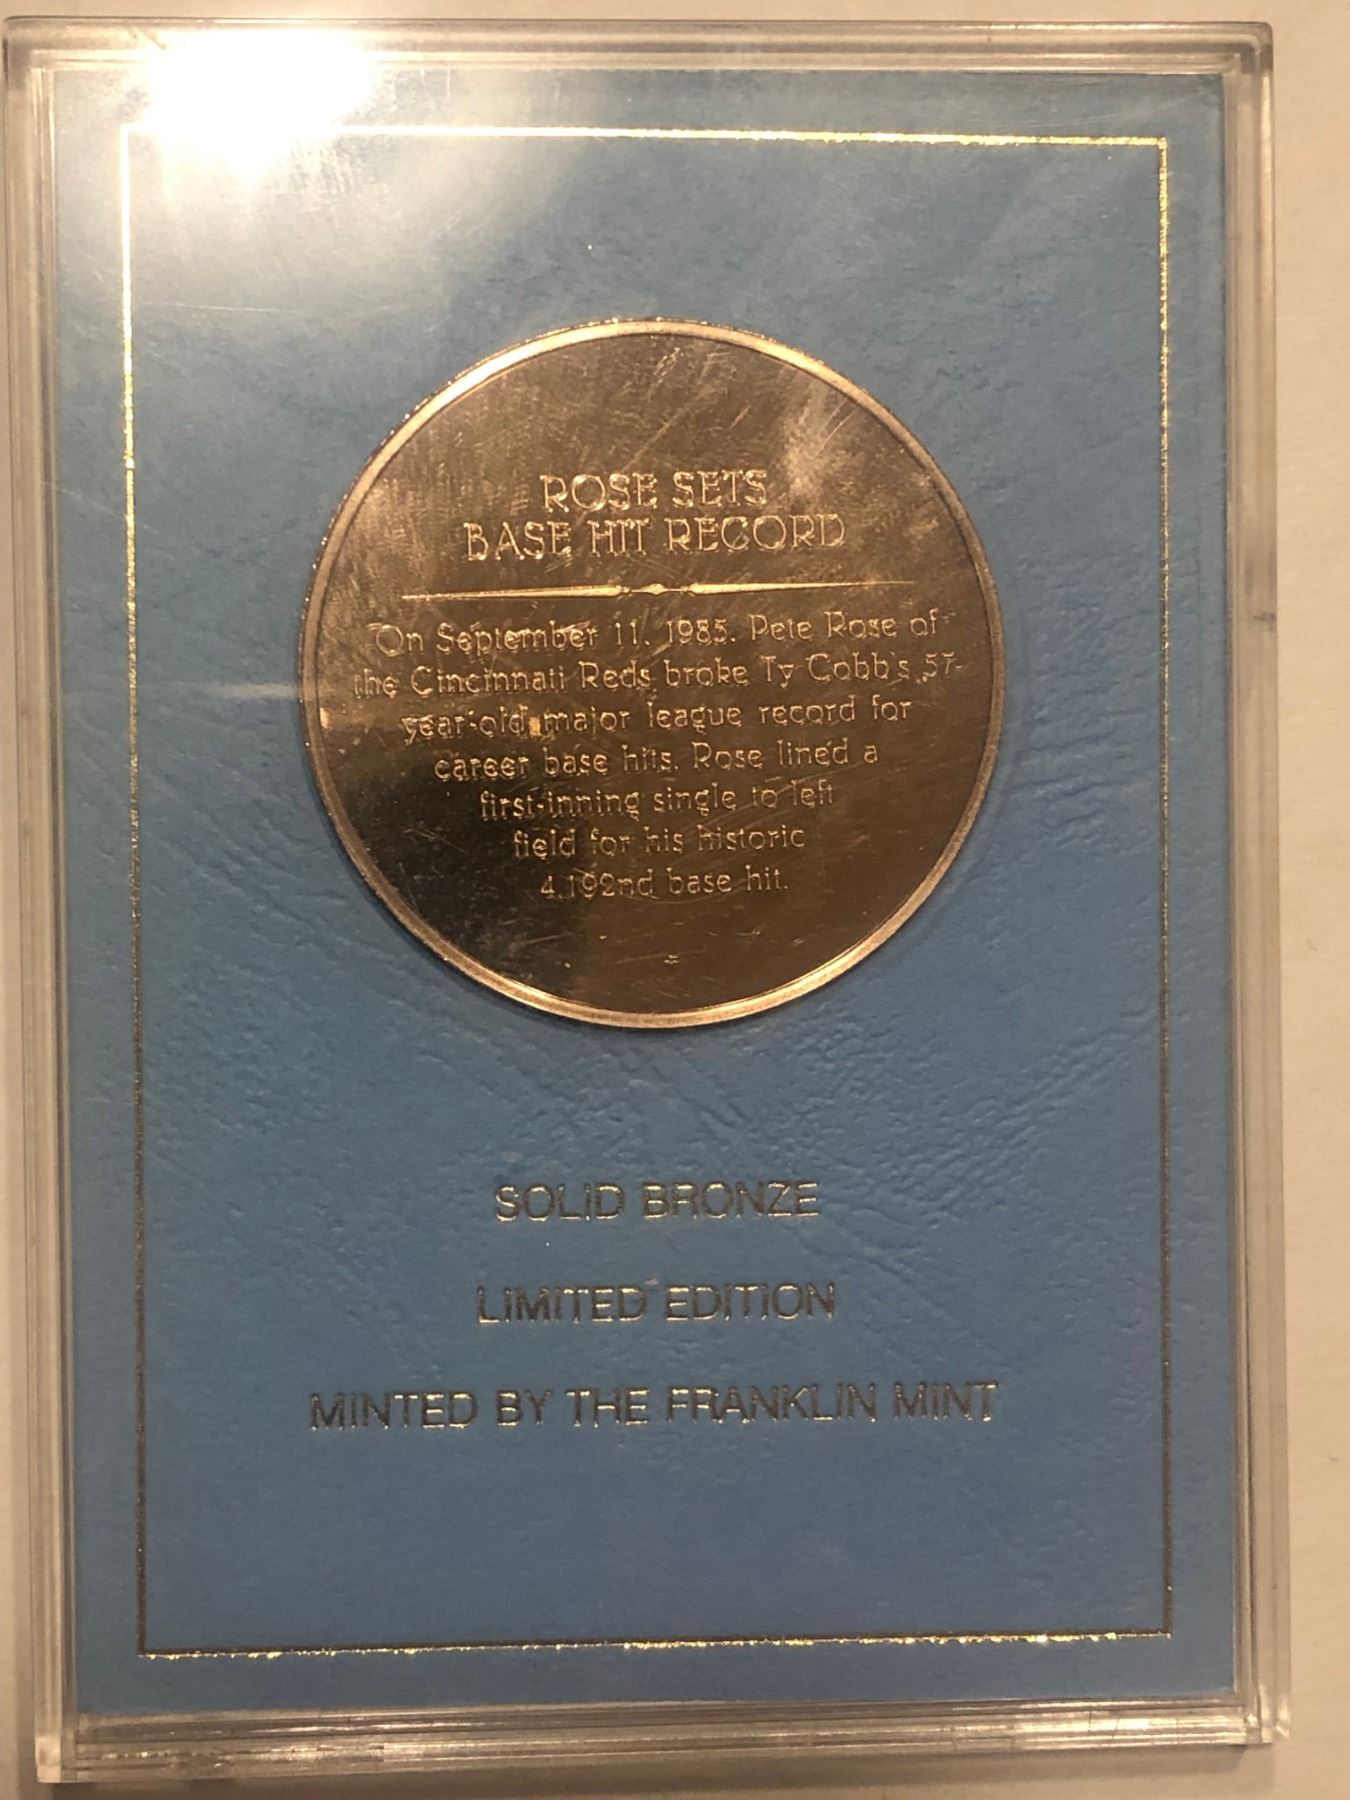 ROSE SETS
BASE HIT RECORD
On September 11, 1985, Pete Rose of
the Cincinnati Reds broke Ty Cobb's 57-
year-old major league record for
career base hits. Rose lined a
first-inning single to left
field for his historic
4,192nd base hit.
SOLID BRONZE
LIMITED EDITION
MINTED BY THE FRANKLIN MINT